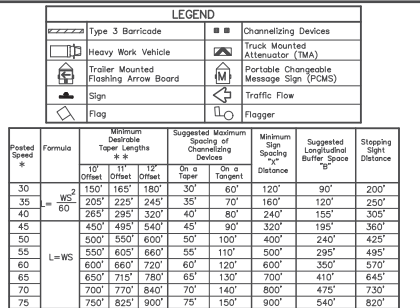 LEGEND
Type 3 Barricade
Channelizing Devices
Heavy Work Vehicle
Truck Mounted
Attenuator (TMA)
Trailer Mounted
Flashing Arrow Board
M
Portable Changeable
Message Sign (PCMS)
Sign
Traffic Flow
Flag
Flagger
Posted
Speed
*
Formula
Minimum
Desirable
Taper Lengths
* *
10'
Offset
11'
Offset
12'
Offset
Suggested Maximum
Spacing of
Channelizing
Devices
On a
Taper
On a
Tangent
Minimum
Sign
Spacing
"X"
Distance
Suggested
Longitudinal
Buffer Space
"B"
Stopping
Sight
Distance
30 150' 165' 180' 30' 60' 120' 90' 200'
35 L= WS²/60 205' 225' 245' 35' 70' 160' 120' 250'
40 265' 295' 320' 40' 80' 240' 155' 305'
45 450' 495' 540' 45' 90' 320' 195' 360'
50 500' 550' 600' 50' 100' 400' 240' 425'
55 L=WS 550' 605' 660' 55' 110' 500' 295' 495'
60 600' 660' 720' 60' 120' 600' 350' 570'
65 650' 715' 780' 65' 130' 700' 410' 645'
70 700' 770' 840' 70' 140' 800' 475' 730'
75 750' 825' 900' 75' 150' 900' 540' 820'